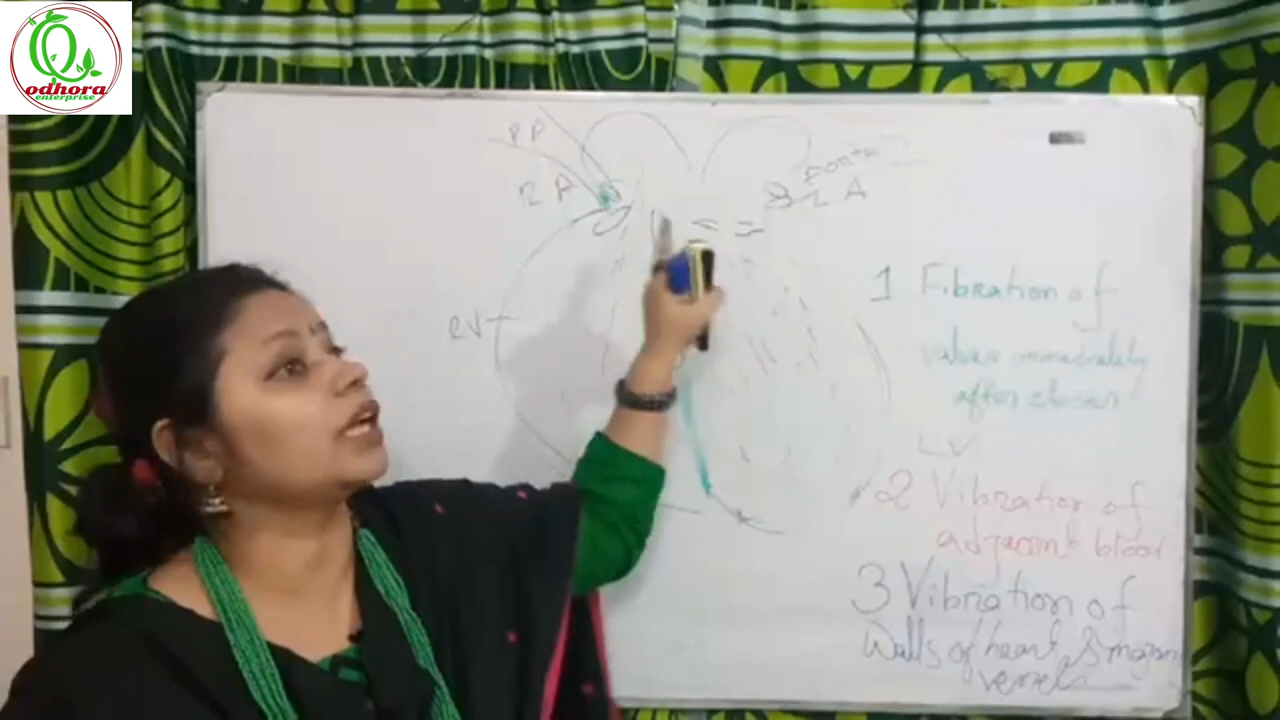 odhora
enterprise
RA
LA
RV
1 Fibration of
valves immediately
after closer
LV
2 Vibration of
adjacent blood
3 Vibration of
Walls of heart & major
vessels